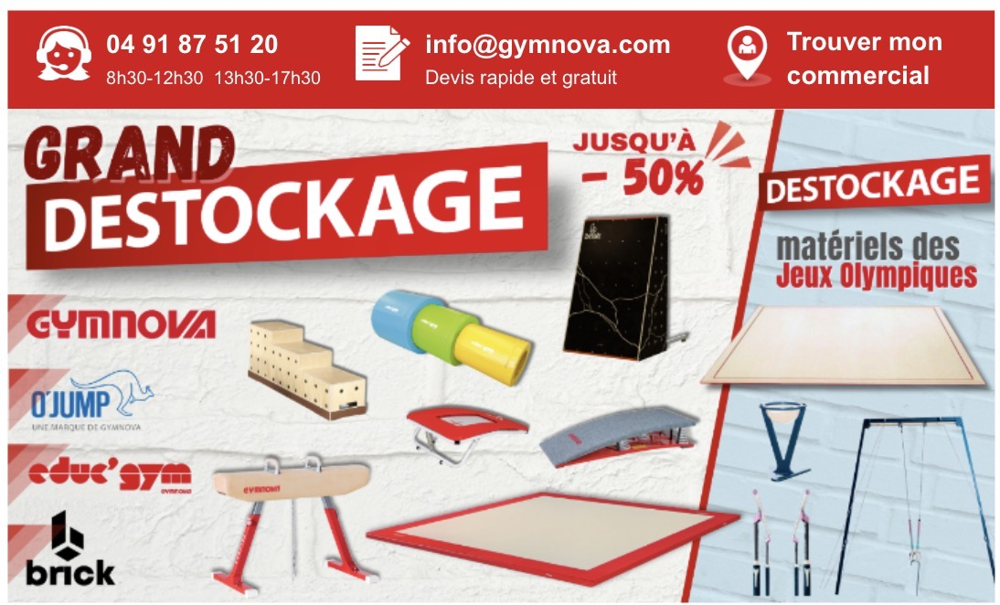 04 91 87 51 20
8h30-12h30 13h30-17h30
info@gymnova.com
Devis rapide et gratuit
Trouver mon
commercial
GRAND
DESTOCKAGE
JUSQU'À
- 50%
GYMNOVA
O'JUMP
UNE MARQUE DE GYMNOVA
educ'gym
GYMNOVA
brick
GYMNOVA
DESTOCKAGE
matériels des
Jeux Olympiques